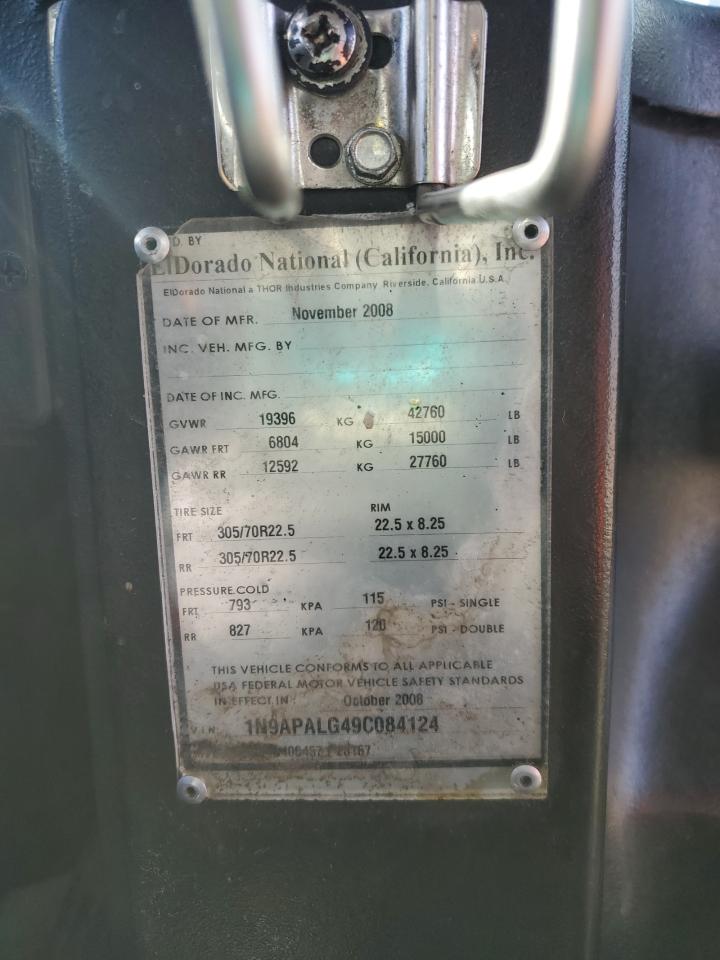 D. BY
ElDorado National (California), Inc.
ElDorado National a THOR Industries Company Riverside, California U.S.A.
DATE OF MFR. November 2008
INC. VEH. MFG. BY
DATE OF INC. MFG.
GVWR 19396 KG 42760 LB
GAWR FRT 6804 KG 15000 LB
GAWR RR 12592 KG 27760 LB
TIRE SIZE RIM
FRT 305/70R22.5 22.5 x 8.25
RR 305/70R22.5 22.5 x 8.25
PRESSURE.COLD
FRT 793 KPA 115 PSI - SINGLE
RR 827 KPA 120 PSI - DOUBLE
THIS VEHICLE CONFORMS TO ALL APPLICABLE
USA FEDERAL MOTOR VEHICLE SAFETY STANDARDS
IN EFFECT IN October 2008
V.I.N. 1N9APALG49C084124